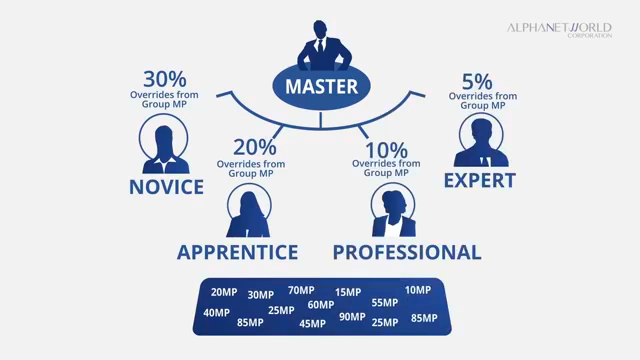 ALPHANETWORLD
CORPORATION
MASTER
30%
Overrides from
Group MP
NOVICE
20%
Overrides from
Group MP
APPRENTICE
10%
Overrides from
Group MP
PROFESSIONAL
5%
Overrides from
Group MP
EXPERT
20MP 30MP 70MP 15MP 10MP
40MP 25MP 60MP 55MP
85MP 45MP 90MP 25MP 85MP